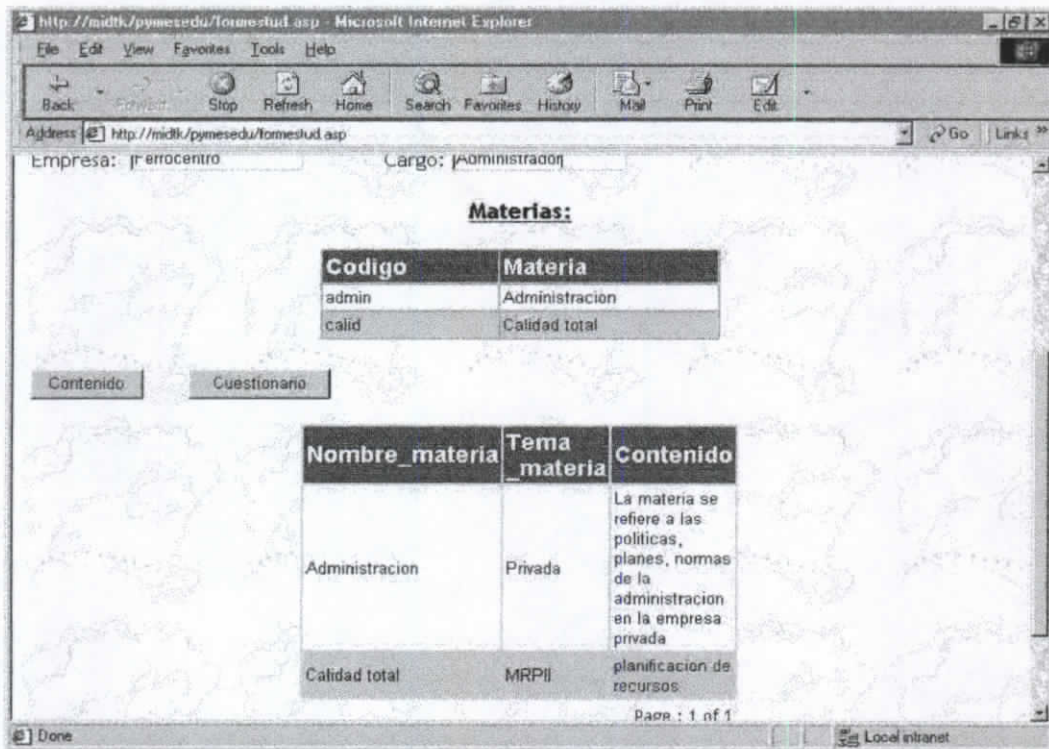 http://midtk/pymesedu/formestud.asp - Microsoft Internet Explorer
File Edit View Favorites Tools Help
Back Forward Stop Refresh Home Search Favorites History Mail Print Edit
Address http://midtk/pymesedu/formestud.asp Go Links »
Empresa: Ferrocentro Cargo: Administrador
Materias:
Codigo Materia
admin Administracion
calid Calidad total
Contenido Cuestionario
Nombre_materia Tema _materia Contenido
Administracion Privada La materia se
refiere a las
politicas,
planes, normas
de la
administracion
en la empresa
privada
Calidad total MRPII planificacion de
recursos
Page : 1 of 1
Done Local intranet